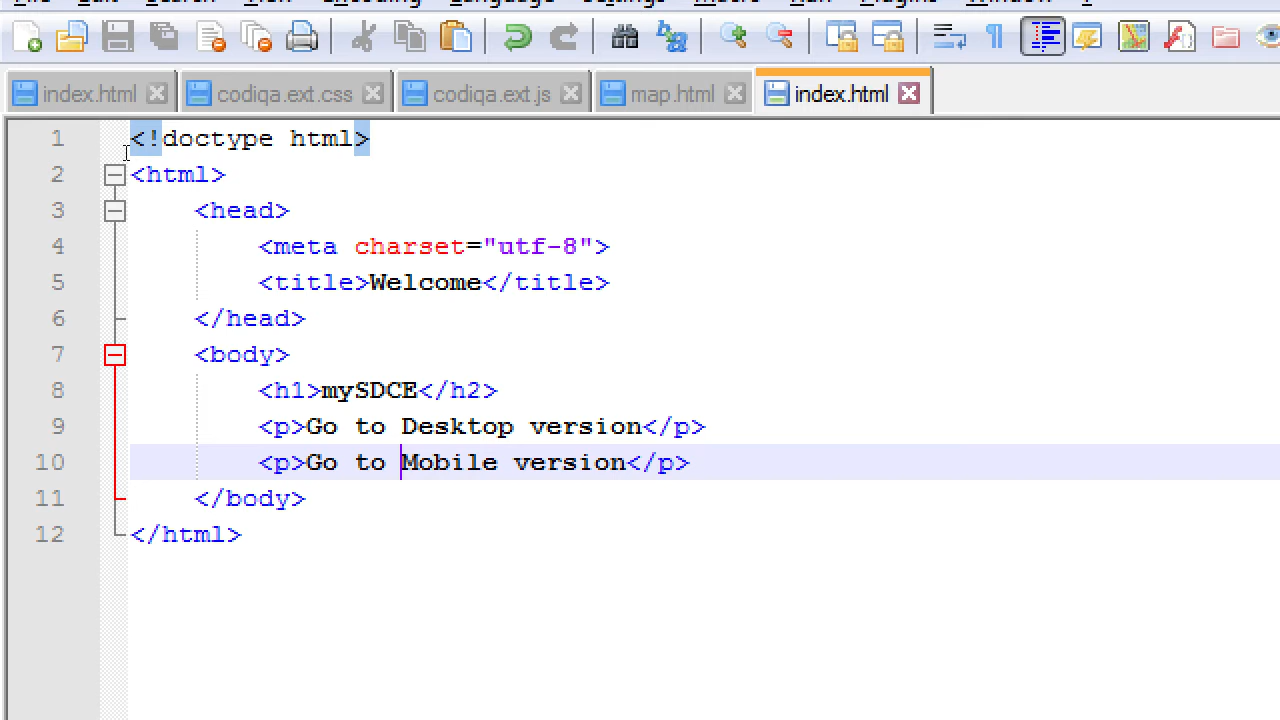 index.html codiqa.ext.css codiqa.ext.js map.html index.html
1 <!doctype html>
2 <html>
3 <head>
4 <meta charset="utf-8">
5 <title>Welcome</title>
6 </head>
7 <body>
8 <h1>mySDCE</h2>
9 <p>Go to Desktop version</p>
10 <p>Go to Mobile version</p>
11 </body>
12 </html>